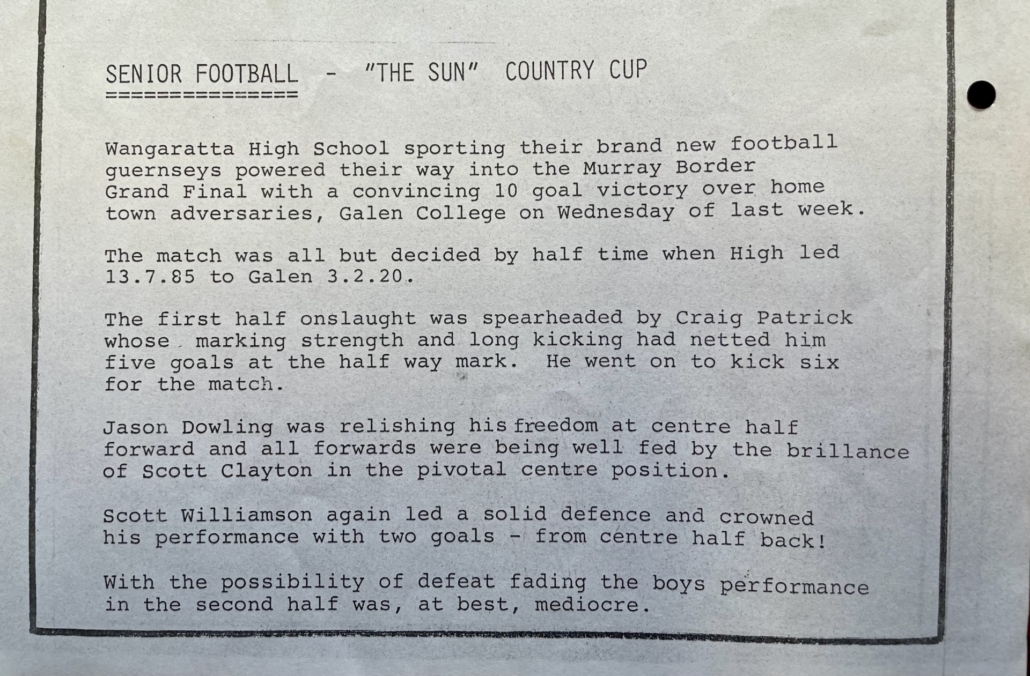 SENIOR FOOTBALL - "THE SUN" COUNTRY CUP
===============
Wangaratta High School sporting their brand new football
guernseys powered their way into the Murray Border
Grand Final with a convincing 10 goal victory over home
town adversaries, Galen College on Wednesday of last week.
The match was all but decided by half time when High led
13.7.85 to Galen 3.2.20.
The first half onslaught was spearheaded by Craig Patrick
whose marking strength and long kicking had netted him
five goals at the half way mark. He went on to kick six
for the match.
Jason Dowling was relishing his freedom at centre half
forward and all forwards were being well fed by the brillance
of Scott Clayton in the pivotal centre position.
Scott Williamson again led a solid defence and crowned
his performance with two goals - from centre half back!
With the possibility of defeat fading the boys performance
in the second half was, at best, mediocre.